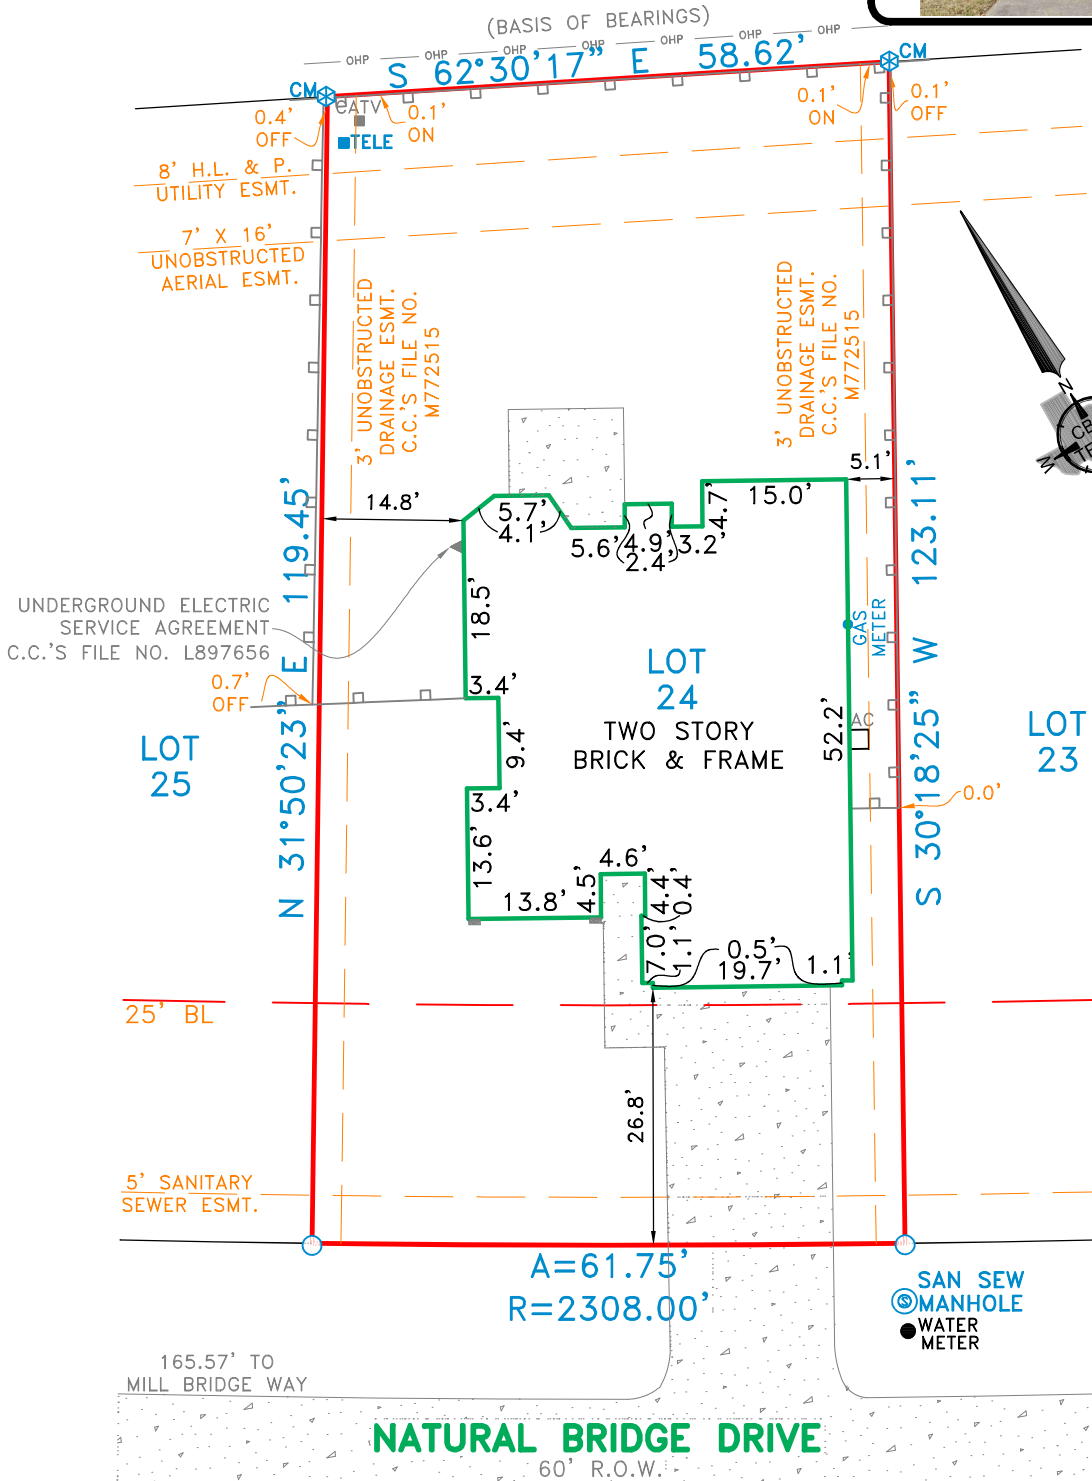 (BASIS OF BEARINGS)
OHP OHP OHP OHP OHP OHP OHP
S 62°30'17" E 58.62'
CM
CM
CATV
TELE
0.4'
OFF
0.1'
ON
0.1'
ON
0.1'
OFF
8' H.L. & P.
UTILITY ESMT.
7' X 16'
UNOBSTRUCTED
AERIAL ESMT.
3' UNOBSTRUCTED
DRAINAGE ESMT.
C.C.'S FILE NO.
M772515
3' UNOBSTRUCTED
DRAINAGE ESMT.
C.C.'S FILE NO.
M772515
N
W
14.8'
5.7'
4.1'
5.6'
4.9'
2.4'
3.2'
4.7'
15.0'
5.1'
N 31°50'23" E 119.45'
S 30°18'25" W 123.11'
UNDERGROUND ELECTRIC
SERVICE AGREEMENT
C.C.'S FILE NO. L897656
18.5'
GAS
METER
LOT
24
TWO STORY
BRICK & FRAME
0.7'
OFF
3.4'
9.4'
3.4'
52.2'
AC
LOT
25
LOT
23
0.0'
13.6'
13.8'
4.5'
4.6'
4.4'
0.4'
7.0'
1.1'
0.5'
19.7'
1.1'
25' BL
26.8'
5' SANITARY
SEWER ESMT.
A=61.75'
R=2308.00'
SAN SEW
MANHOLE
S
WATER
METER
165.57' TO
MILL BRIDGE WAY
NATURAL BRIDGE DRIVE
60' R.O.W.